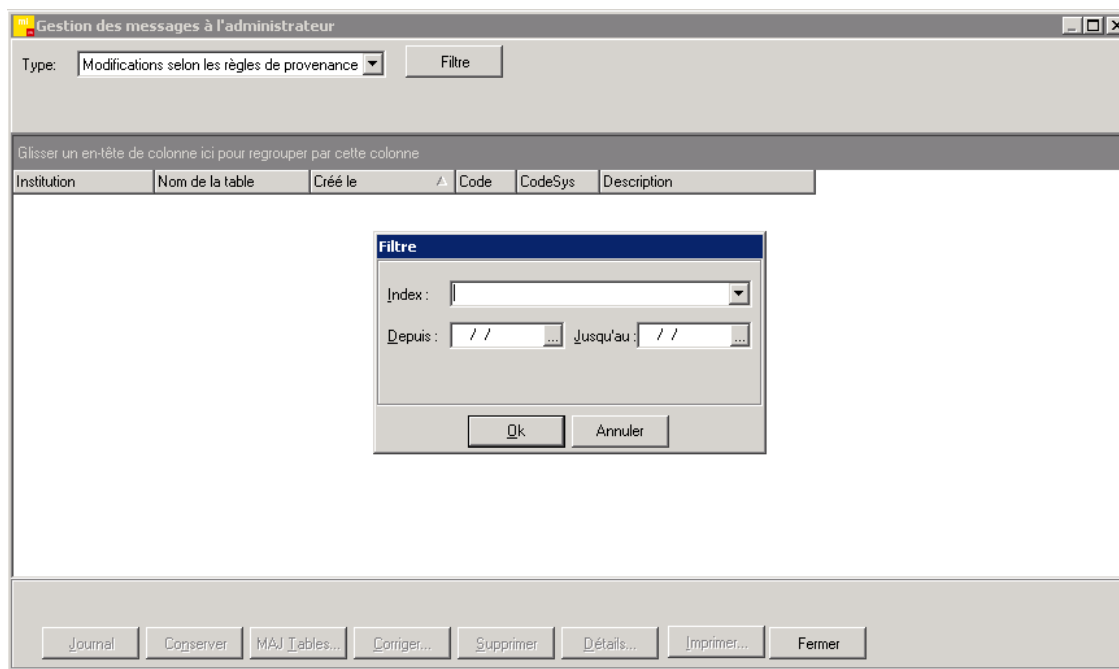 Gestion des messages à l'administrateur
Type: Modifications selon les règles de provenance Filtre
Glisser un en-tête de colonne ici pour regrouper par cette colonne
Institution Nom de la table Créé le Code CodeSys Description
Filtre
Index :
Depuis : / / ... Jusqu'au : / / ...
Ok Annuler
Journal Conserver MAJ Tables... Corriger... Supprimer Détails... Imprimer... Fermer